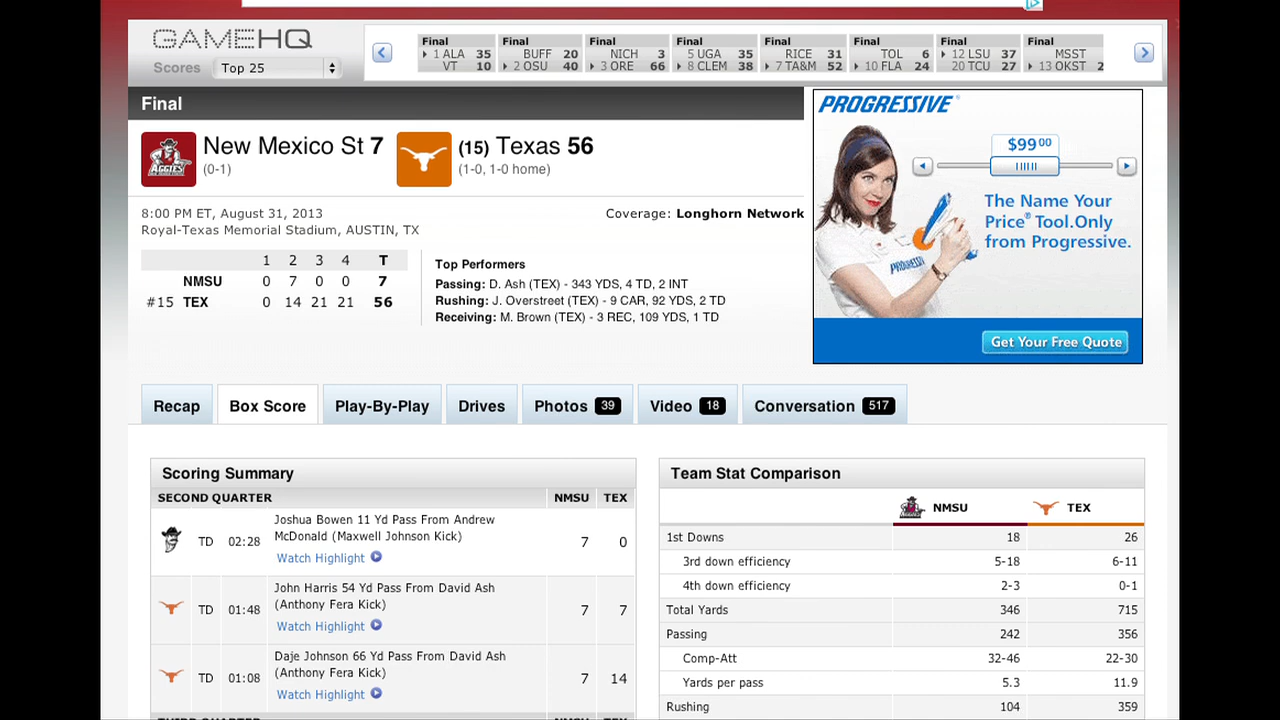 GAMEHQ
Scores Top 25
Final
1 ALA 35
VT 10
Final
BUFF 20
2 OSU 40
Final
NICH 3
3 ORE 66
Final
5 UGA 35
8 CLEM 38
Final
RICE 31
7 TA&M 52
Final
TOL 6
10 FLA 24
Final
12 LSU 37
20 TCU 27
Final
MSST
13 OKST 2
Final
New Mexico St 7
(0-1)
(15) Texas 56
(1-0, 1-0 home)
8:00 PM ET, August 31, 2013
Coverage: Longhorn Network
Royal-Texas Memorial Stadium, AUSTIN, TX
1 2 3 4 T
NMSU 0 7 0 0 7
#15 TEX 0 14 21 21 56
Top Performers
Passing: D. Ash (TEX) - 343 YDS, 4 TD, 2 INT
Rushing: J. Overstreet (TEX) - 9 CAR, 92 YDS, 2 TD
Receiving: M. Brown (TEX) - 3 REC, 109 YDS, 1 TD
PROGRESSIVE
$99 00
The Name Your
Price® Tool.Only
from Progressive.
PROGRESSIVE
Get Your Free Quote
Recap Box Score Play-By-Play Drives Photos 39 Video 18 Conversation 517
Scoring Summary
SECOND QUARTER NMSU TEX
Joshua Bowen 11 Yd Pass From Andrew
McDonald (Maxwell Johnson Kick)
TD 02:28 7 0
Watch Highlight
John Harris 54 Yd Pass From David Ash
(Anthony Fera Kick)
TD 01:48 7 7
Watch Highlight
Daje Johnson 66 Yd Pass From David Ash
(Anthony Fera Kick)
TD 01:08 7 14
Watch Highlight
THIRD QUARTER NMSU TEX
Team Stat Comparison
AGGIES NMSU TEX
1st Downs 18 26
3rd down efficiency 5-18 6-11
4th down efficiency 2-3 0-1
Total Yards 346 715
Passing 242 356
Comp-Att 32-46 22-30
Yards per pass 5.3 11.9
Rushing 104 359